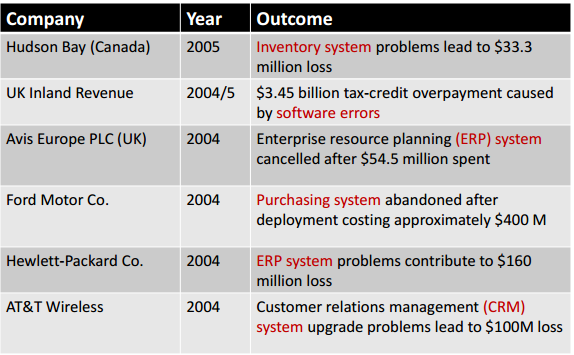 Company Year Outcome
Hudson Bay (Canada) 2005 Inventory system problems lead to $33.3
million loss
UK Inland Revenue 2004/5 $3.45 billion tax-credit overpayment caused
by software errors
Avis Europe PLC (UK) 2004 Enterprise resource planning (ERP) system
cancelled after $54.5 million spent
Ford Motor Co. 2004 Purchasing system abandoned after
deployment costing approximately $400 M
Hewlett-Packard Co. 2004 ERP system problems contribute to $160
million loss
AT&T Wireless 2004 Customer relations management (CRM)
system upgrade problems lead to $100M loss